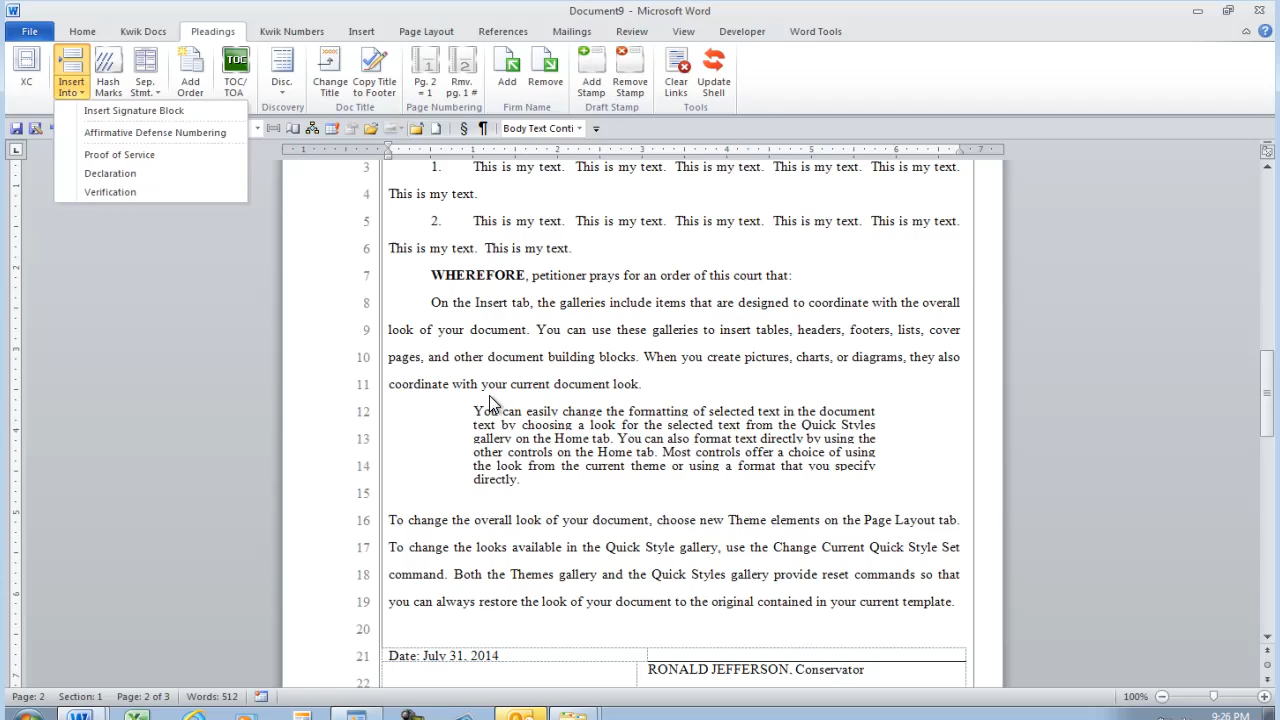 Document9 - Microsoft Word
File Home Kwik Docs Pleadings Kwik Numbers Insert Page Layout References Mailings Review View Developer Word Tools
XC Insert Into Hash Marks Sep. Stmt. Add Order TOC TOC/ TOA Disc. Change Title Copy Title to Footer Pg. 2 = 1 Rmv. pg. 1 # Add Remove Add Stamp Remove Stamp Clear Links Update Shell
Discovery Doc Title Page Numbering Firm Name Draft Stamp Tools
Insert Signature Block
Affirmative Defense Numbering
Proof of Service
Declaration
Verification
Body Text Conti
3 1. This is my text. This is my text. This is my text. This is my text. This is my text.
4 This is my text.
5 2. This is my text. This is my text. This is my text. This is my text. This is my text.
6 This is my text. This is my text.
7 WHEREFORE, petitioner prays for an order of this court that:
8 On the Insert tab, the galleries include items that are designed to coordinate with the overall
9 look of your document. You can use these galleries to insert tables, headers, footers, lists, cover
10 pages, and other document building blocks. When you create pictures, charts, or diagrams, they also
11 coordinate with your current document look.
12 You can easily change the formatting of selected text in the document
text by choosing a look for the selected text from the Quick Styles
13 gallery on the Home tab. You can also format text directly by using the
other controls on the Home tab. Most controls offer a choice of using
14 the look from the current theme or using a format that you specify
directly.
15
16 To change the overall look of your document, choose new Theme elements on the Page Layout tab.
17 To change the looks available in the Quick Style gallery, use the Change Current Quick Style Set
18 command. Both the Themes gallery and the Quick Styles gallery provide reset commands so that
19 you can always restore the look of your document to the original contained in your current template.
20
21 Date: July 31, 2014
RONALD JEFFERSON, Conservator
22
Page: 2 Section: 1 Page: 2 of 3 Words: 512 100%
9:26 PM